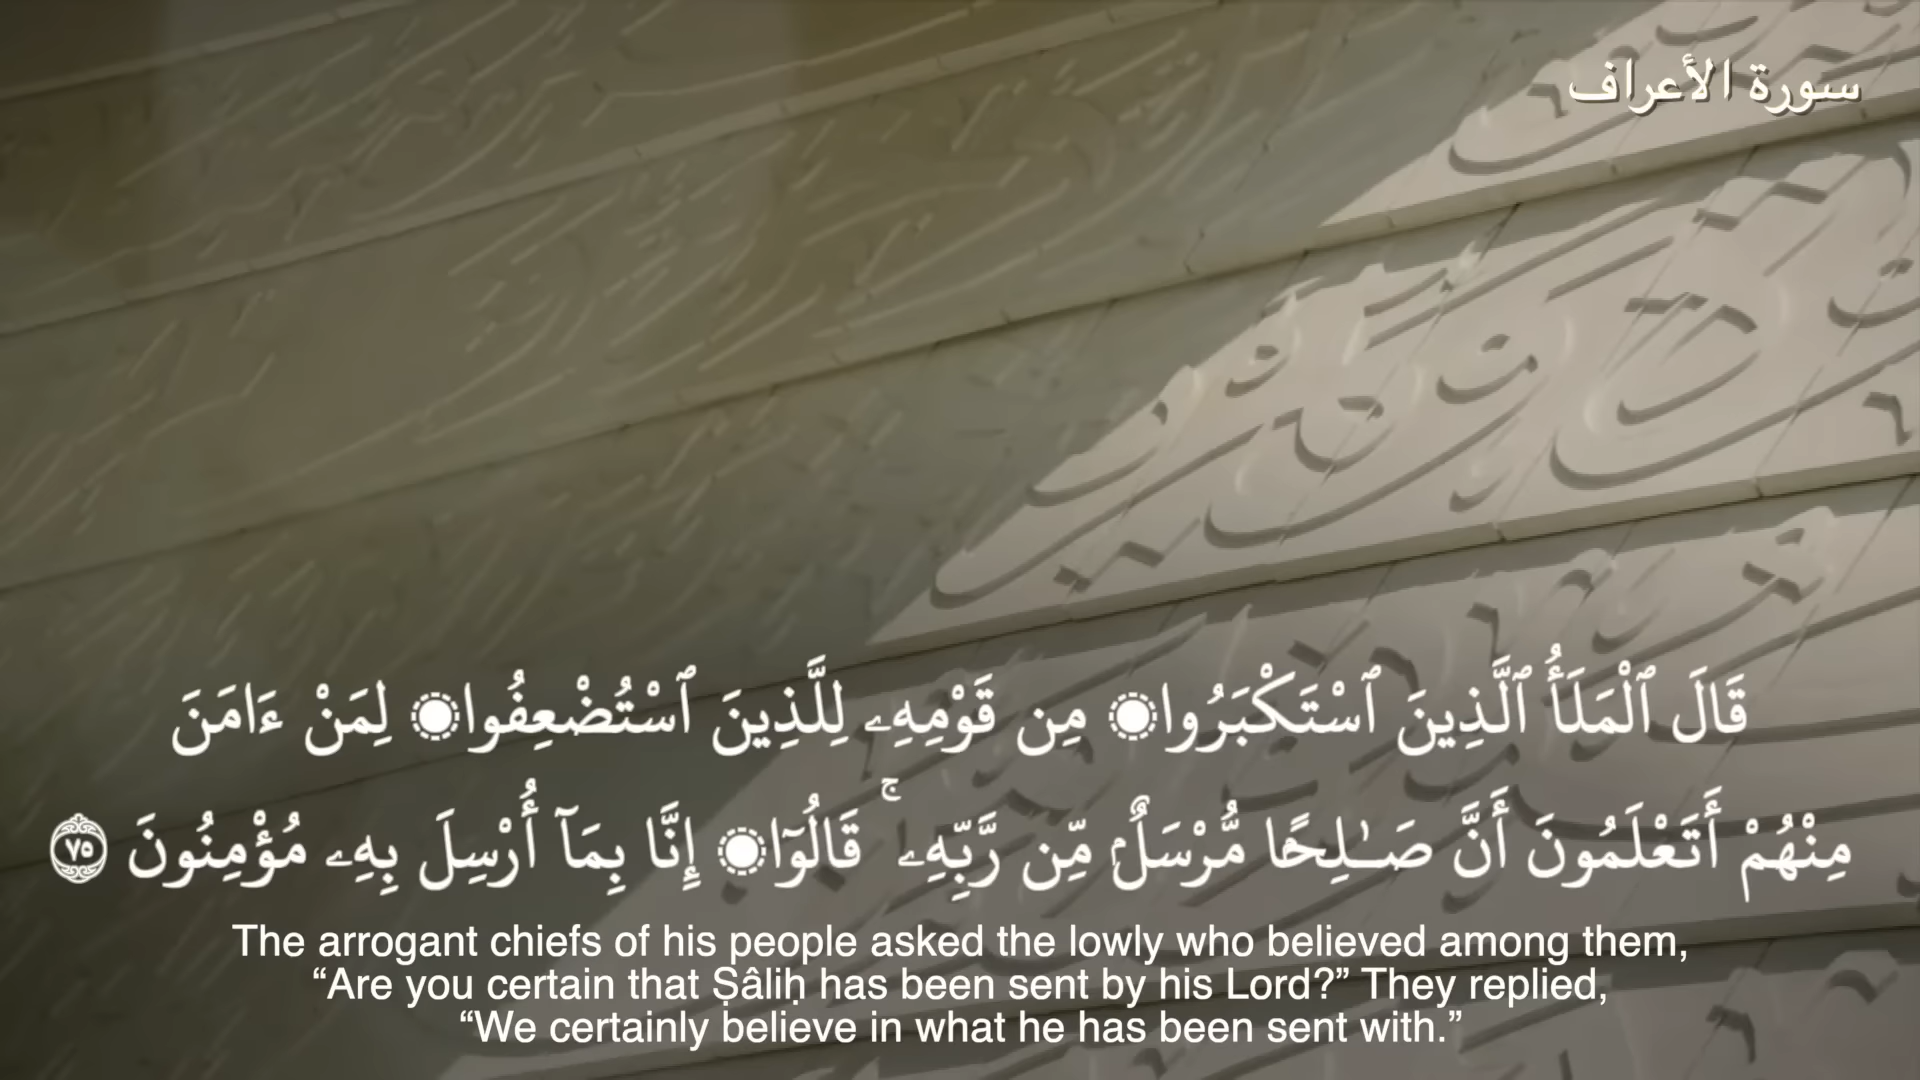 سورة الأعراف
قَالَ ٱلْمَلَأُ ٱلَّذِينَ ٱسْتَكْبَرُوا۟ مِن قَوْمِهِۦ لِلَّذِينَ ٱسْتُضْعِفُوا۟ لِمَنْ ءَامَنَ
مِنْهُمْ أَتَعْلَمُونَ أَنَّ صَـٰلِحًا مُّرْسَلٌ مِّن رَّبِّهِۦ ۚ قَالُوٓا۟ إِنَّا بِمَآ أُرْسِلَ بِهِۦ مُؤْمِنُونَ ٧٥
The arrogant chiefs of his people asked the lowly who believed among them,
“Are you certain that Ṣâliḥ has been sent by his Lord?” They replied,
“We certainly believe in what he has been sent with.”